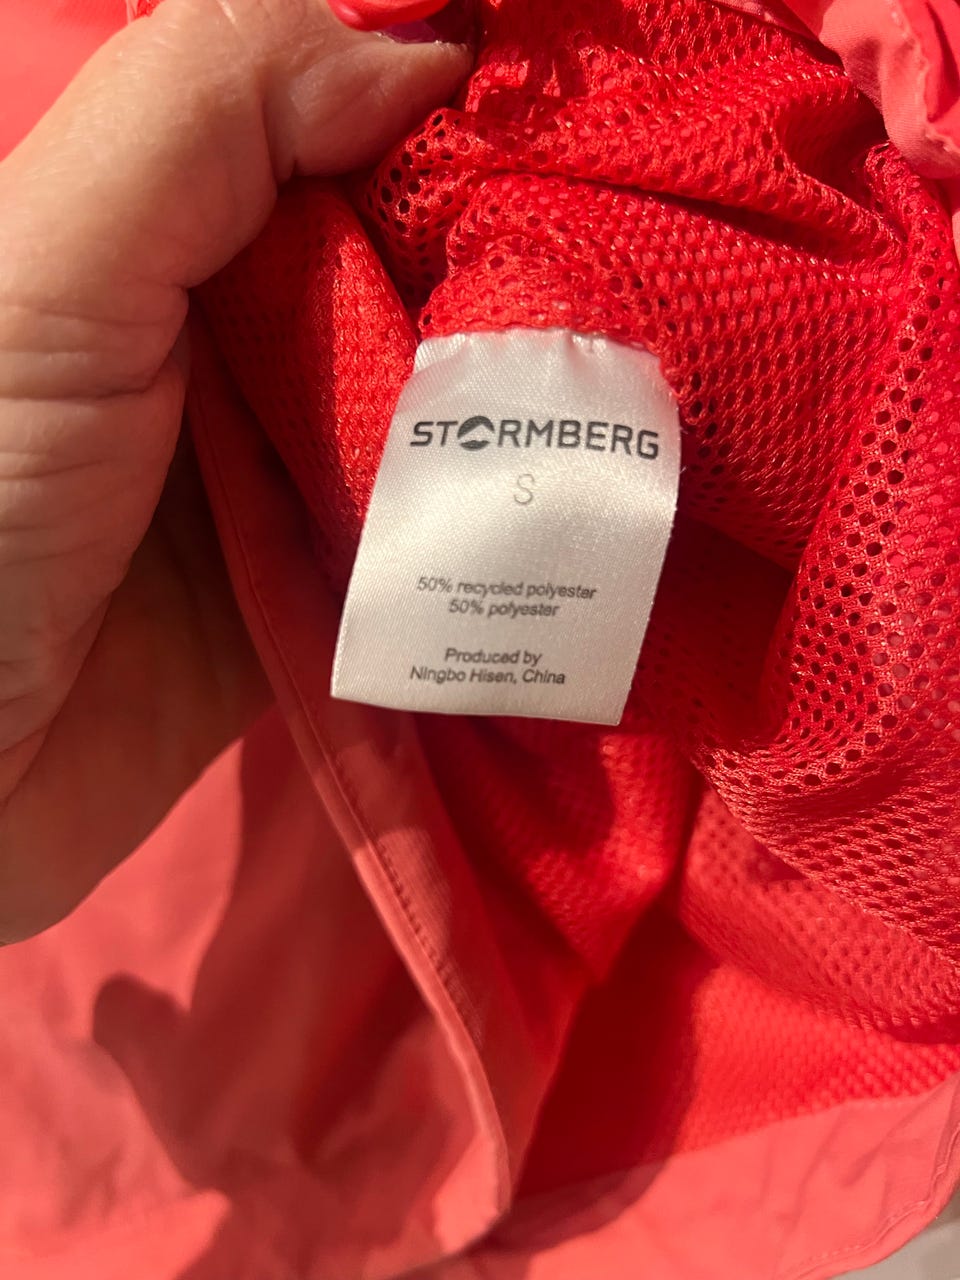 STORMBERG
S
50% recycled polyester
50% polyester
Produced by
Ningbo Hisen, China